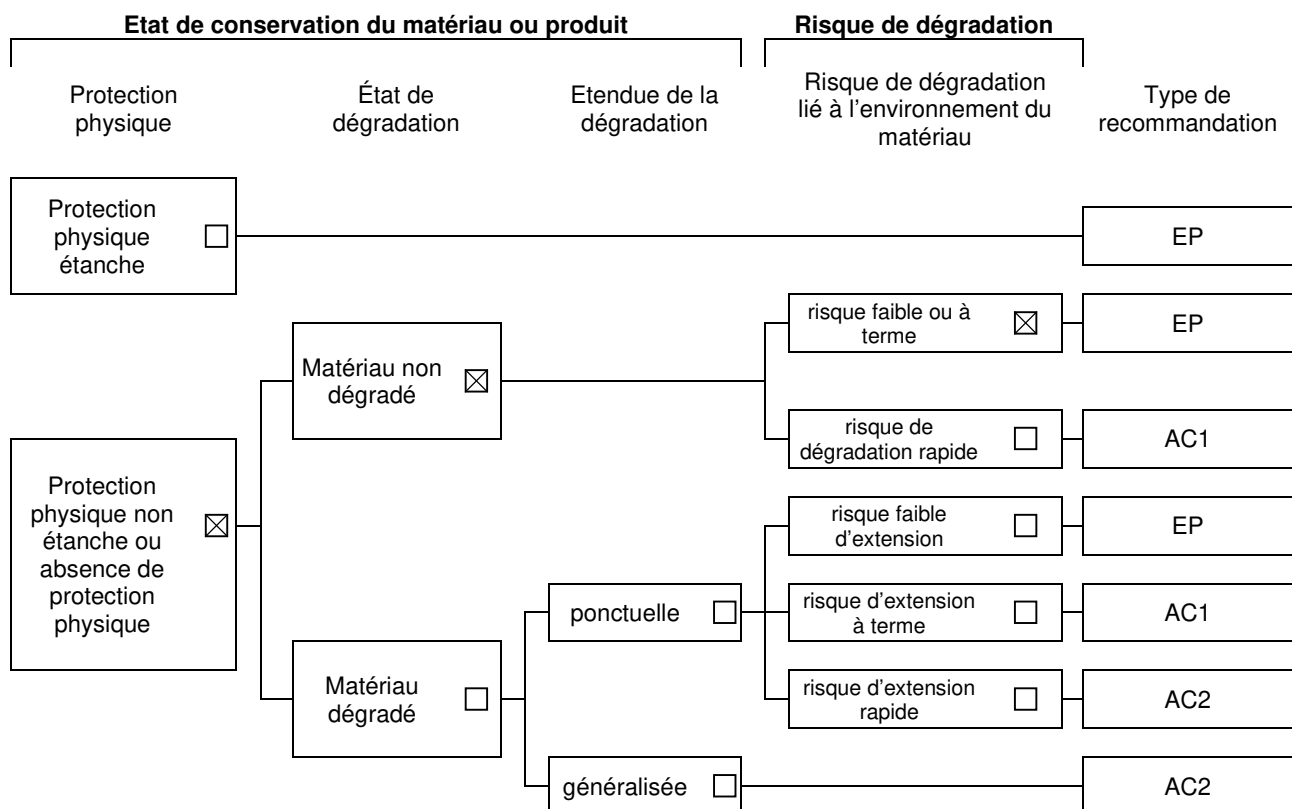 Etat de conservation du matériau ou produit
Risque de dégradation
Protection
physique
État de
dégradation
Etendue de la
dégradation
Risque de dégradation
lié à l'environnement du
matériau
Type de
recommandation
Protection
physique
étanche
EP
risque faible ou à
terme
EP
Matériau non
dégradé
risque de
dégradation rapide
AC1
Protection
physique non
étanche ou
absence de
protection
physique
risque faible
d'extension
EP
ponctuelle
risque d'extension
à terme
AC1
Matériau
dégradé
risque d'extension
rapide
AC2
généralisée
AC2